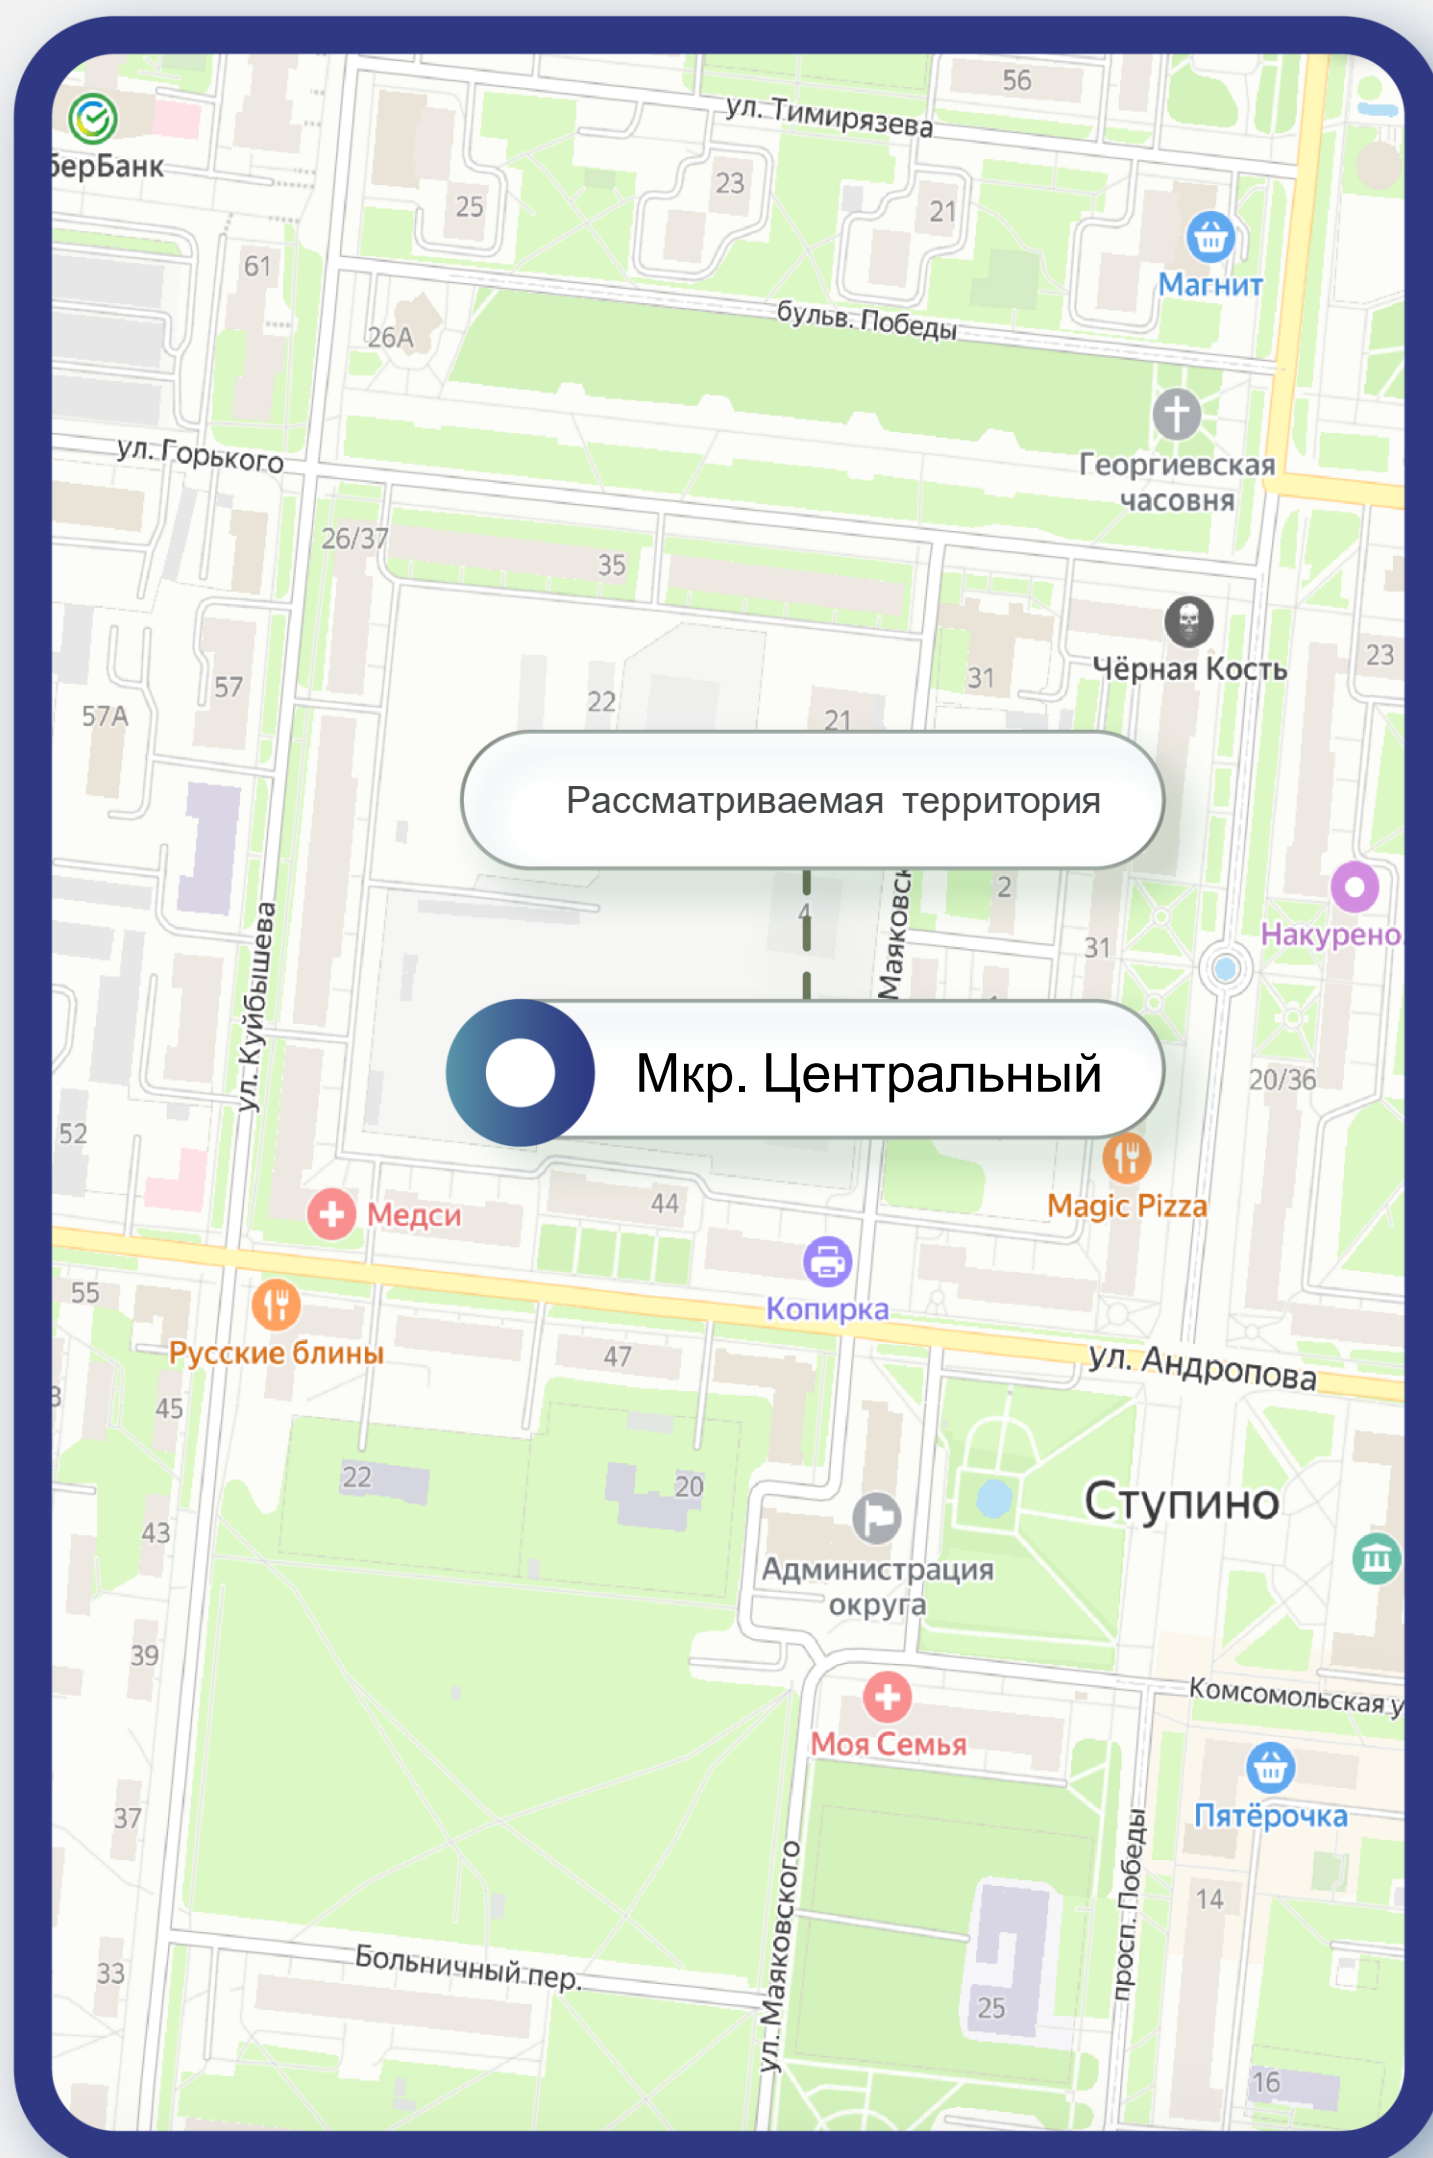 56
ул. Тимирязева
берБанк
23
25
21
61
Магнит
бульв. Победы
26А
ул. Горького
Георгиевская
часовня
26/37
35
Чёрная Кость
23
31
57
22
57А
21
Рассматриваемая территория
2
4
Маяковск
Накурено
31
ул. Куйбышева
Мкр. Центральный
20/36
52
44
Magic Pizza
Медси
55
Копирка
Русские блины
47
ул. Андропова
45
22
20
Ступино
43
Администрация
округа
39
Комсомольская у
Моя Семья
37
Пятёрочка
14
просп. Победы
ул. Маяковского
33
Больничный пер.
25
16